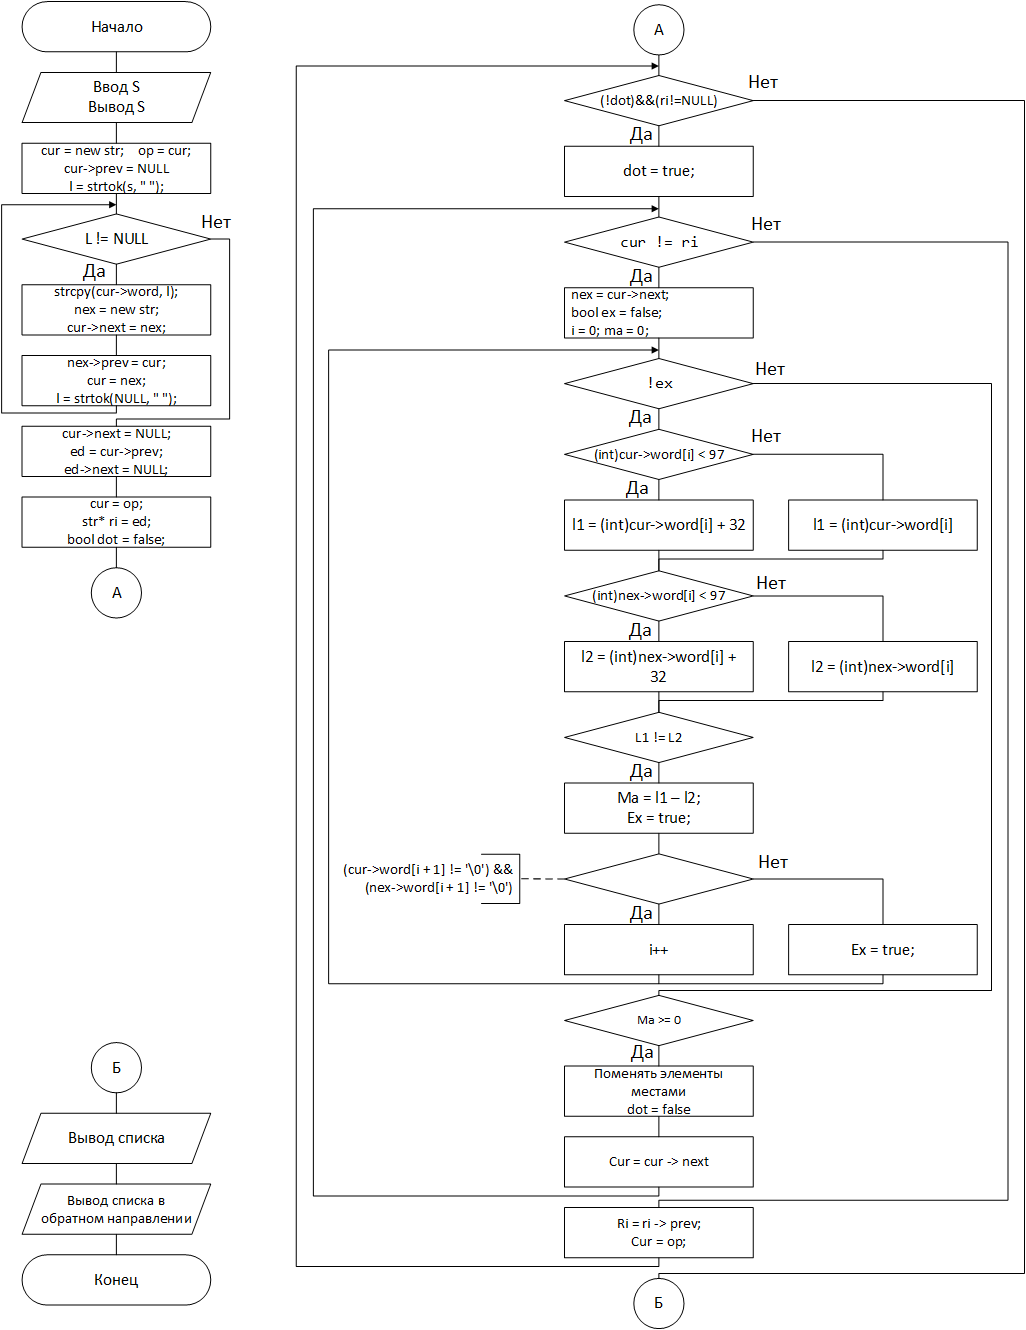 Начало
Ввод S
Вывод S
cur = new str; op = cur;
cur->prev = NULL
l = strtok(s, " ");
L != NULL
Нет
Да
strcpy(cur->word, l);
nex = new str;
cur->next = nex;
nex->prev = cur;
cur = nex;
l = strtok(NULL, " ");
cur->next = NULL;
ed = cur->prev;
ed->next = NULL;
cur = op;
str* ri = ed;
bool dot = false;
А
Б
Вывод списка
Вывод списка в
обратном направлении
Конец
А
(!dot)&&(ri!=NULL)
Нет
Да
dot = true;
cur != ri
Нет
Да
nex = cur->next;
bool ex = false;
i = 0; ma = 0;
!ex
Нет
Да
(int)cur->word[i] < 97
Нет
Да
l1 = (int)cur->word[i] + 32
l1 = (int)cur->word[i]
(int)nex->word[i] < 97
Нет
Да
l2 = (int)nex->word[i] +
32
l2 = (int)nex->word[i]
L1 != L2
Да
Ma = l1 – l2;
Ex = true;
(cur->word[i + 1] != '\0') &&
(nex->word[i + 1] != '\0')
Нет
Да
i++
Ex = true;
Ma >= 0
Да
Поменять элементы
местами
dot = false
Cur = cur -> next
Ri = ri -> prev;
Cur = op;
Б